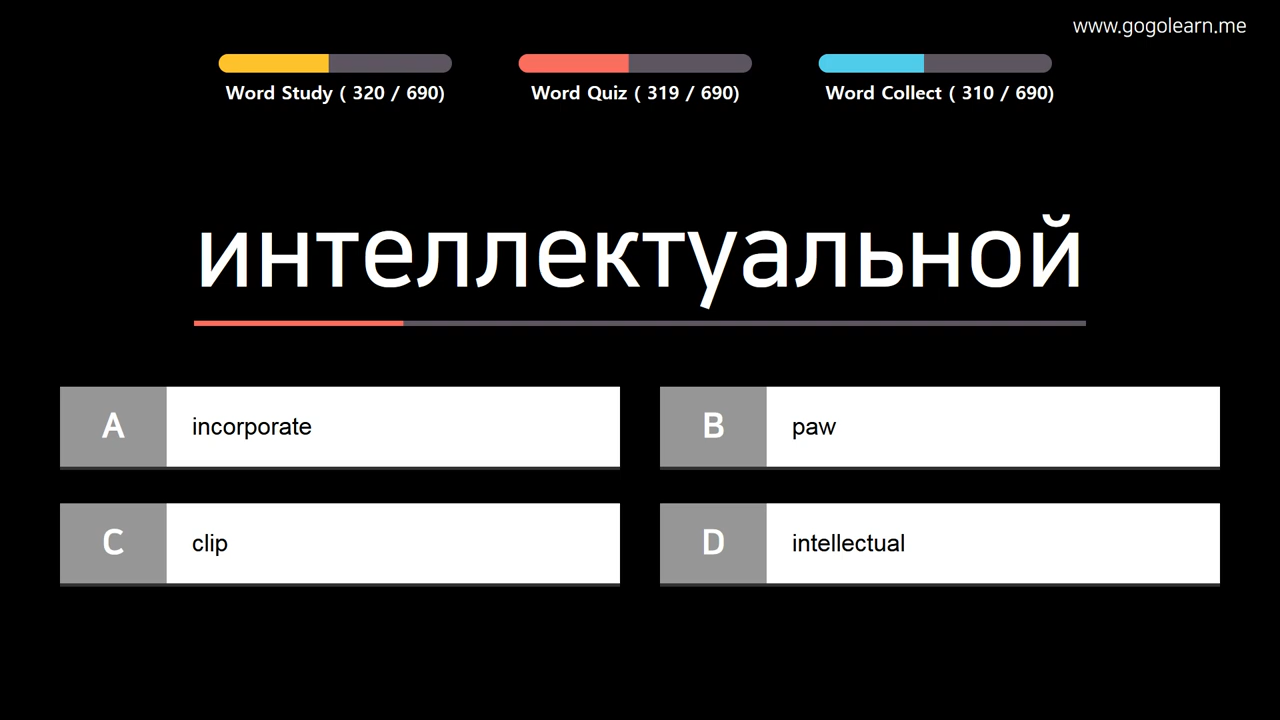 www.gogolearn.me
Word Study ( 320 / 690)
Word Quiz ( 319 / 690)
Word Collect ( 310 / 690)
интеллектуальной
A incorporate
B paw
C clip
D intellectual